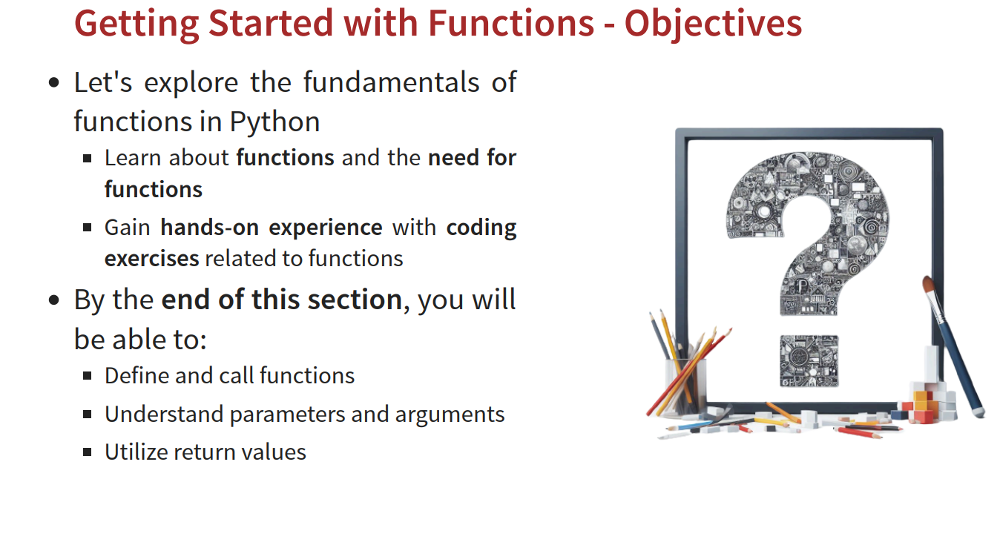 Getting Started with Functions - Objectives
Let's explore the fundamentals of
functions in Python
Learn about functions and the need for
functions
Gain hands-on experience with coding
exercises related to functions
By the end of this section, you will
be able to:
Define and call functions
Understand parameters and arguments
Utilize return values